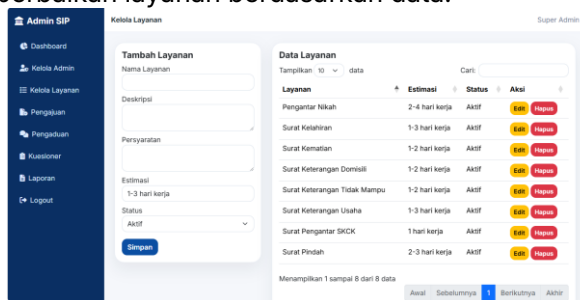 perbaikan layanan berdasarkan data.
Admin SIP
Kelola Layanan
Super Admin
Dashboard
Kelola Admin
Kelola Layanan
Pengajuan
Pengaduan
Kuesioner
Laporan
Logout
Tambah Layanan
Nama Layanan
Deskripsi
Persyaratan
Estimasi
1-3 hari kerja
Status
Aktif
Simpan
Data Layanan
Tampilkan 10 data
Cari:
Layanan Estimasi Status Aksi
Pengantar Nikah 2-4 hari kerja Aktif Edit Hapus
Surat Kelahiran 1-3 hari kerja Aktif Edit Hapus
Surat Kematian 1-2 hari kerja Aktif Edit Hapus
Surat Keterangan Domisili 1-2 hari kerja Aktif Edit Hapus
Surat Keterangan Tidak Mampu 1-2 hari kerja Aktif Edit Hapus
Surat Keterangan Usaha 1-3 hari kerja Aktif Edit Hapus
Surat Pengantar SKCK 1 hari kerja Aktif Edit Hapus
Surat Pindah 2-3 hari kerja Aktif Edit Hapus
Menampilkan 1 sampai 8 dari 8 data
Awal Sebelumnya 1 Berikutnya Akhir